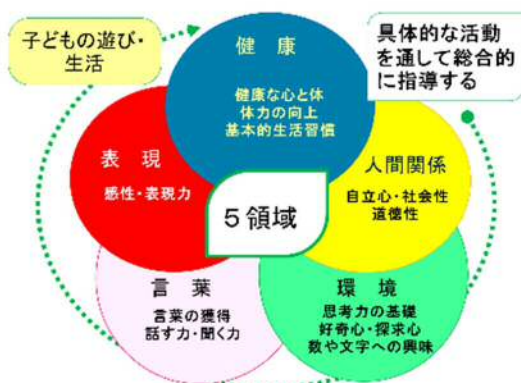 子どもの遊び・
生活
具体的な活動
を通して総合的
に指導する
健　康
健康な心と体
体力の向上
基本的生活習慣
表　現
感性・表現力
人間関係
自立心・社会性
道徳性
５領域
言　葉
言葉の獲得
話す力・聞く力
環　境
思考力の基礎
好奇心・探求心
数や文字への興味